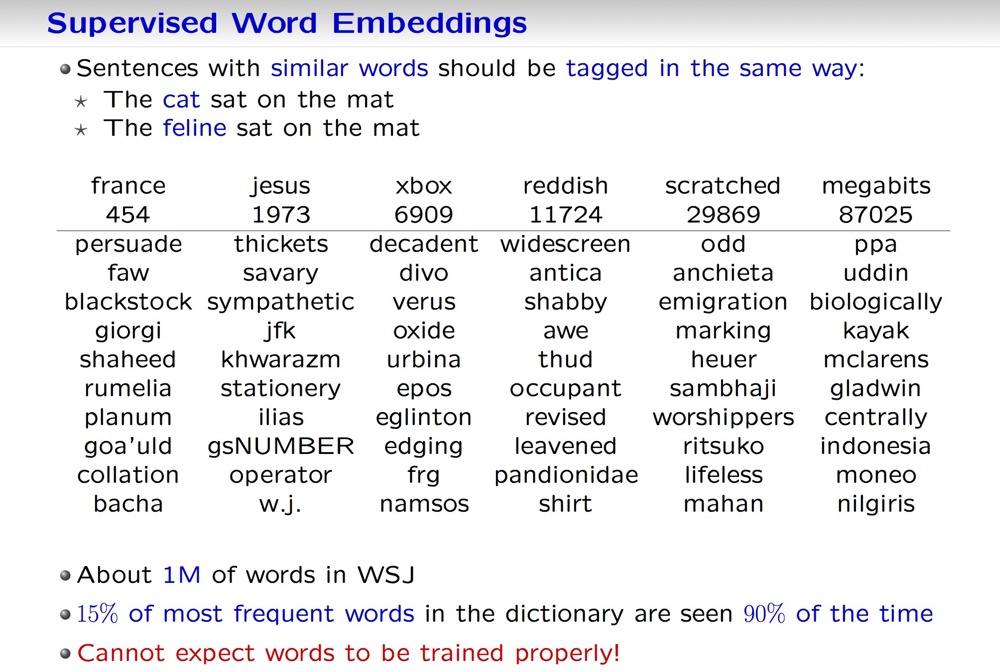 Supervised Word Embeddings
Sentences with similar words should be tagged in the same way:
The cat sat on the mat
The feline sat on the mat
france jesus xbox reddish scratched megabits
454 1973 6909 11724 29869 87025
persuade thickets decadent widescreen odd ppa
faw savary divo antica anchieta uddin
blackstock sympathetic verus shabby emigration biologically
giorgi jfk oxide awe marking kayak
shaheed khwarazm urbina thud heuer mclarens
rumelia stationery epos occupant sambhaji gladwin
planum ilias eglinton revised worshippers centrally
goa'uld gsNUMBER edging leavened ritsuko indonesia
collation operator frg pandionidae lifeless moneo
bacha w.j. namsos shirt mahan nilgiris
About 1M of words in WSJ
15% of most frequent words in the dictionary are seen 90% of the time
Cannot expect words to be trained properly!